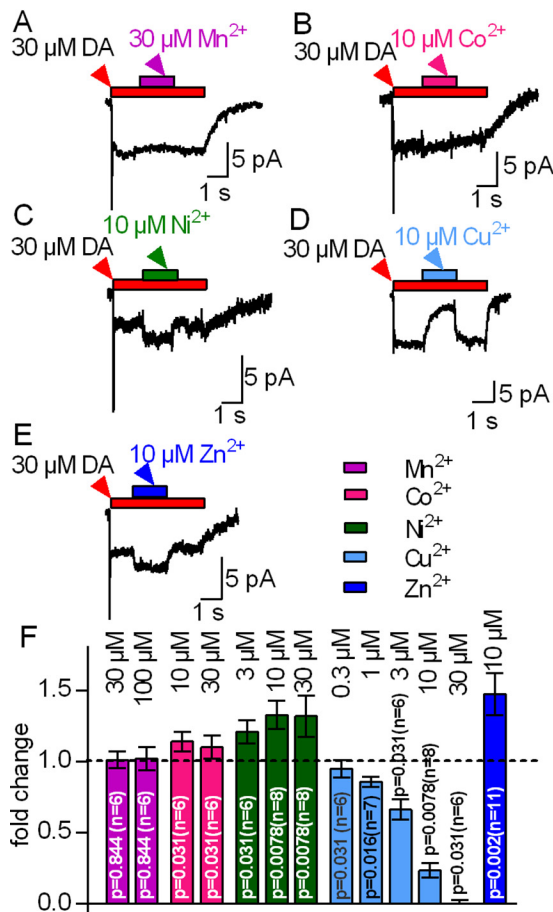 A
30 µM DA
30 µM Mn²⁺
5 pA
1 s
B
30 µM DA
10 µM Co²⁺
5 pA
1 s
C
30 µM DA
10 µM Ni²⁺
5 pA
1 s
D
30 µM DA
10 µM Cu²⁺
5 pA
1 s
E
30 µM DA
10 µM Zn²⁺
5 pA
1 s
Mn²⁺
Co²⁺
Ni²⁺
Cu²⁺
Zn²⁺
F
fold change
1.5
1.0
0.5
0.0
30 µM
100 µM
10 µM
30 µM
3 µM
10 µM
30 µM
0.3 µM
1 µM
3 µM
10 µM
30 µM
10 µM
p=0.844 (n=6)
p=0.844 (n=6)
p=0.031(n=6)
p=0.031(n=6)
p=0.031 (n=6)
p=0.0078(n=8)
p=0.0078(n=8)
p=0.031 (n=6)
p=0.016(n=7)
p=0.031(n=6)
p=0.0078(n=8)
p=0.031(n=6)
p=0.002(n=11)